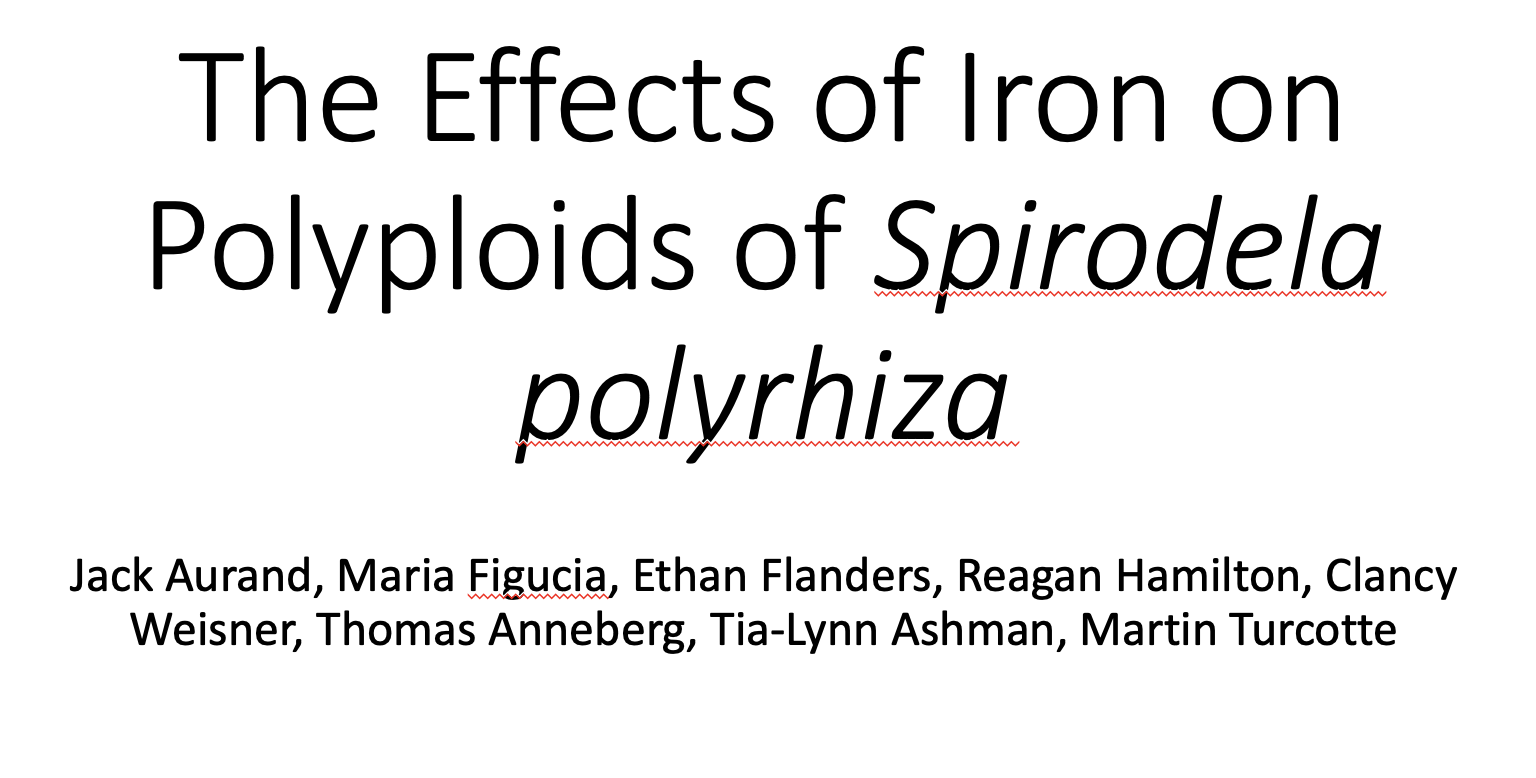 The Effects of Iron on
Polyploids of Spirodela
polyrhiza
Jack Aurand, Maria Figucia, Ethan Flanders, Reagan Hamilton, Clancy
Weisner, Thomas Anneberg, Tia-Lynn Ashman, Martin Turcotte